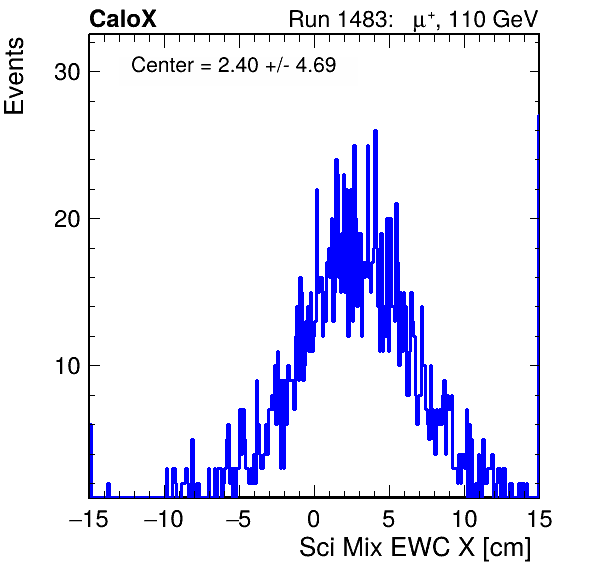 CaloX Run 1483: μ⁺, 110 GeV
Center = 2.40 +/- 4.69
Events
30
20
10
−15 −10 −5 0 5 10 15
Sci Mix EWC X [cm]